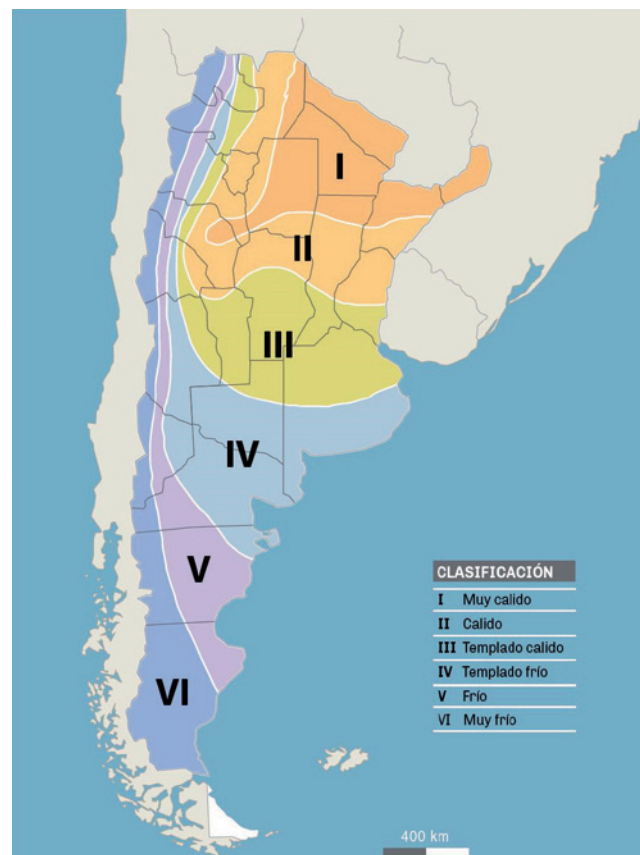 I
II
III
IV
V
VI
CLASIFICACIÓN
I Muy calido
II Calido
III Templado calido
IV Templado frío
V Frío
VI Muy frío
400 km